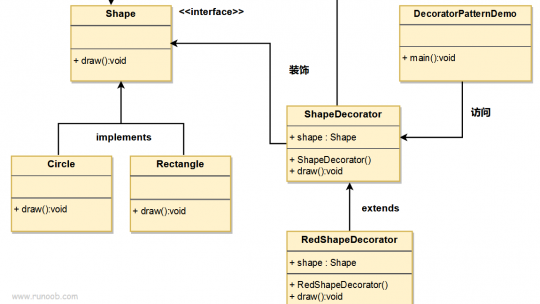 Shape
<<interface>>
DecoratorPatternDemo
+ draw():void
+ main():void
装饰
ShapeDecorator
访问
+ shape : Shape
implements
+ ShapeDecorator()
+ draw():void
Circle
Rectangle
+ draw():void
+ draw():void
extends
RedShapeDecorator
+ shape : Shape
+ RedShapeDecorator()
+ draw():void
www.runoob.com